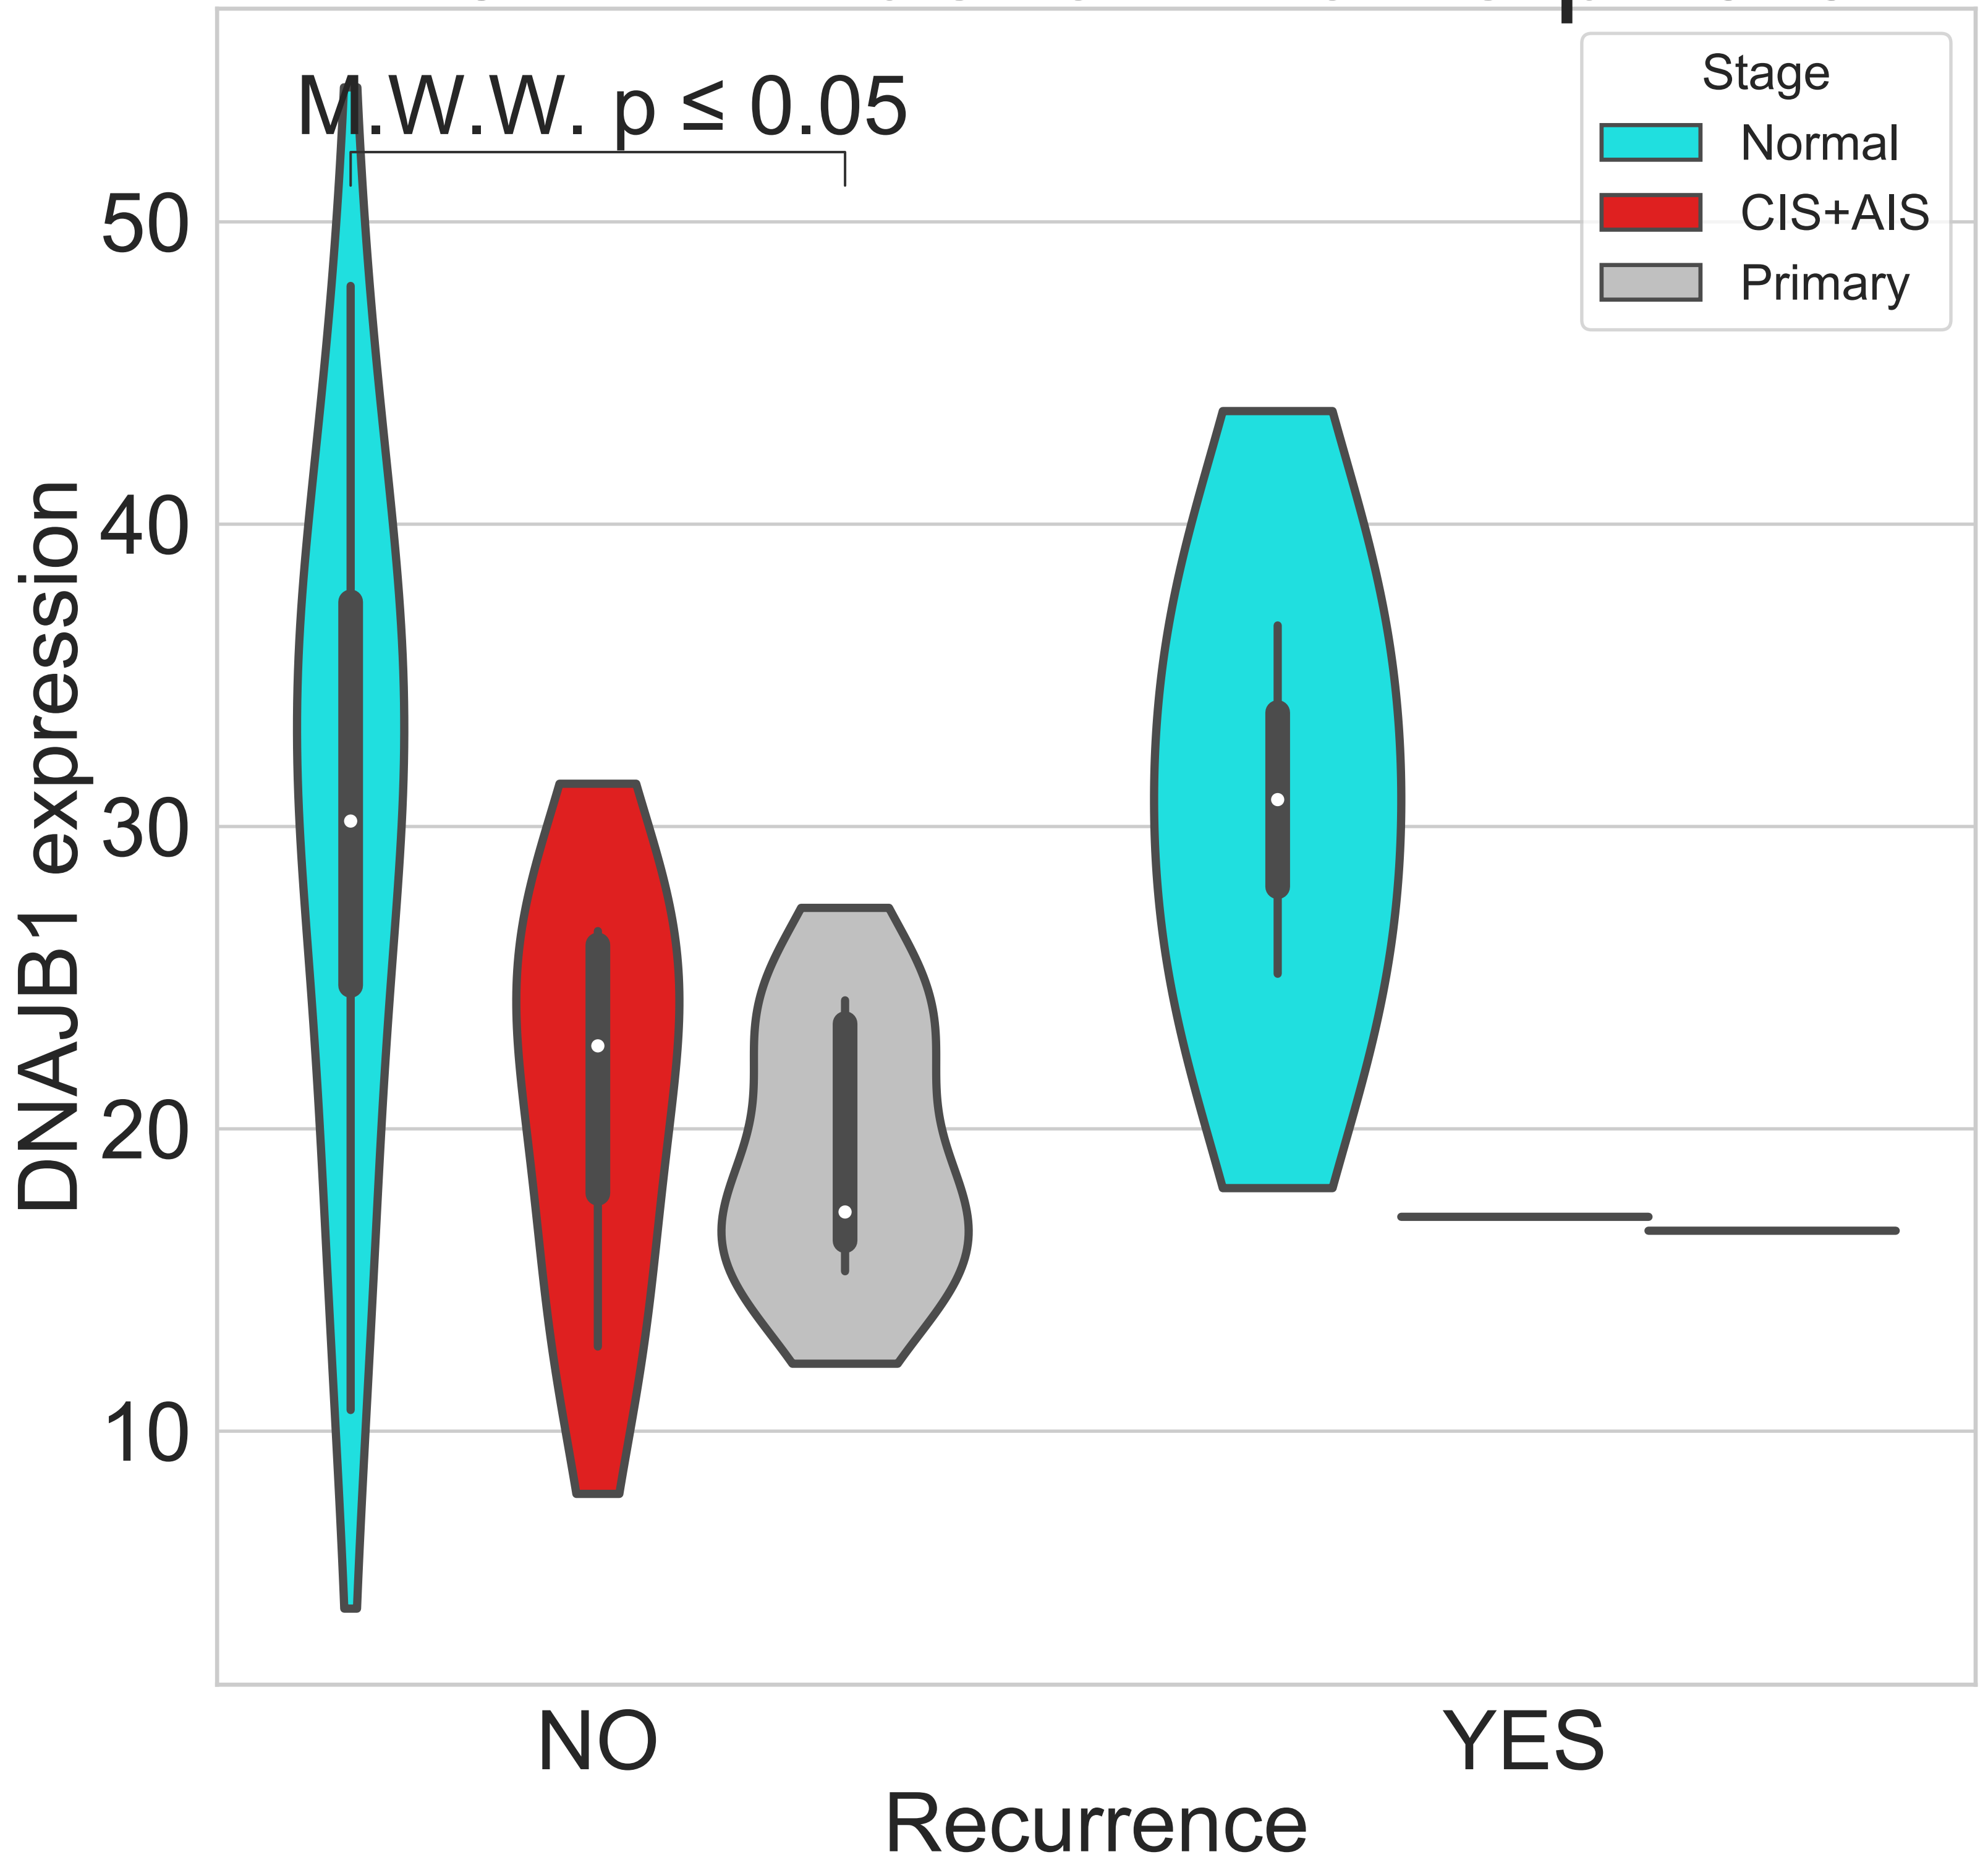 M.W.W. p ≤ 0.05
Stage
Normal
CIS+AIS
Primary
50
40
30
20
10
DNAJB1 expression
NO
YES
Recurrence